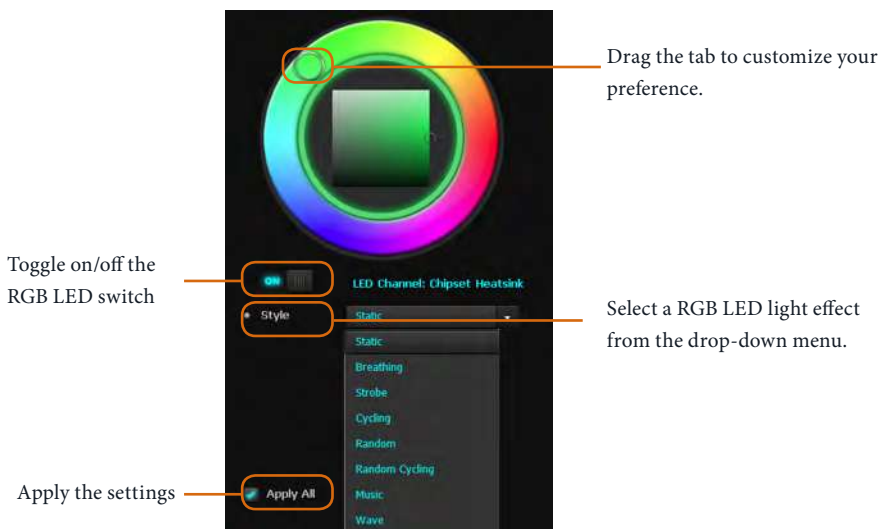 Drag the tab to customize your
preference.
Toggle on/off the
RGB LED switch
ON
LED Channel: Chipset Heatsink
Style
Static
Select a RGB LED light effect
from the drop-down menu.
Static
Breathing
Strobe
Cycling
Random
Random Cycling
Apply the settings
Apply All
Music
Wave